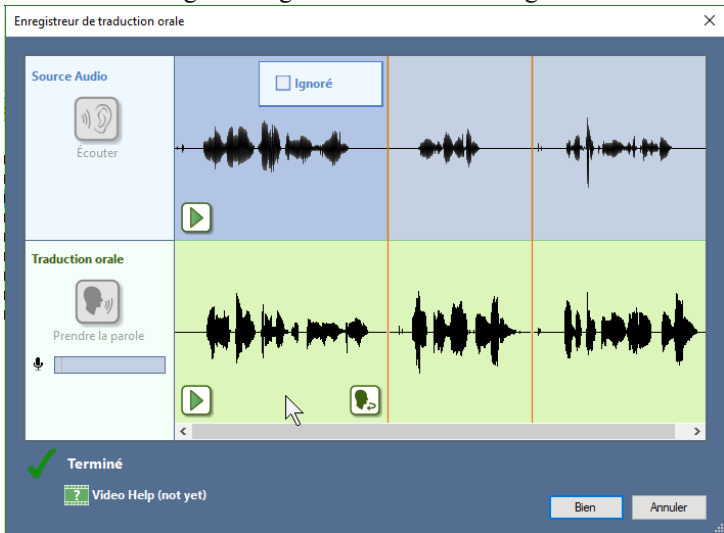 Enregistreur de traduction orale
Source Audio
Ignoré
Écouter
Traduction orale
Prendre la parole
Terminé
? Video Help (not yet)
Bien Annuler